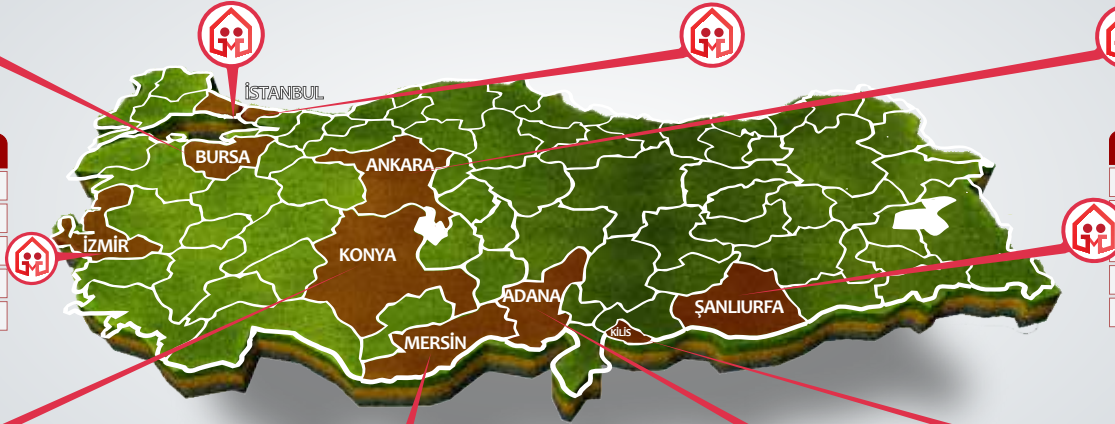 İSTANBUL
BURSA
ANKARA
İZMİR
KONYA
ADANA
ŞANLIURFA
KİLİS
MERSİN